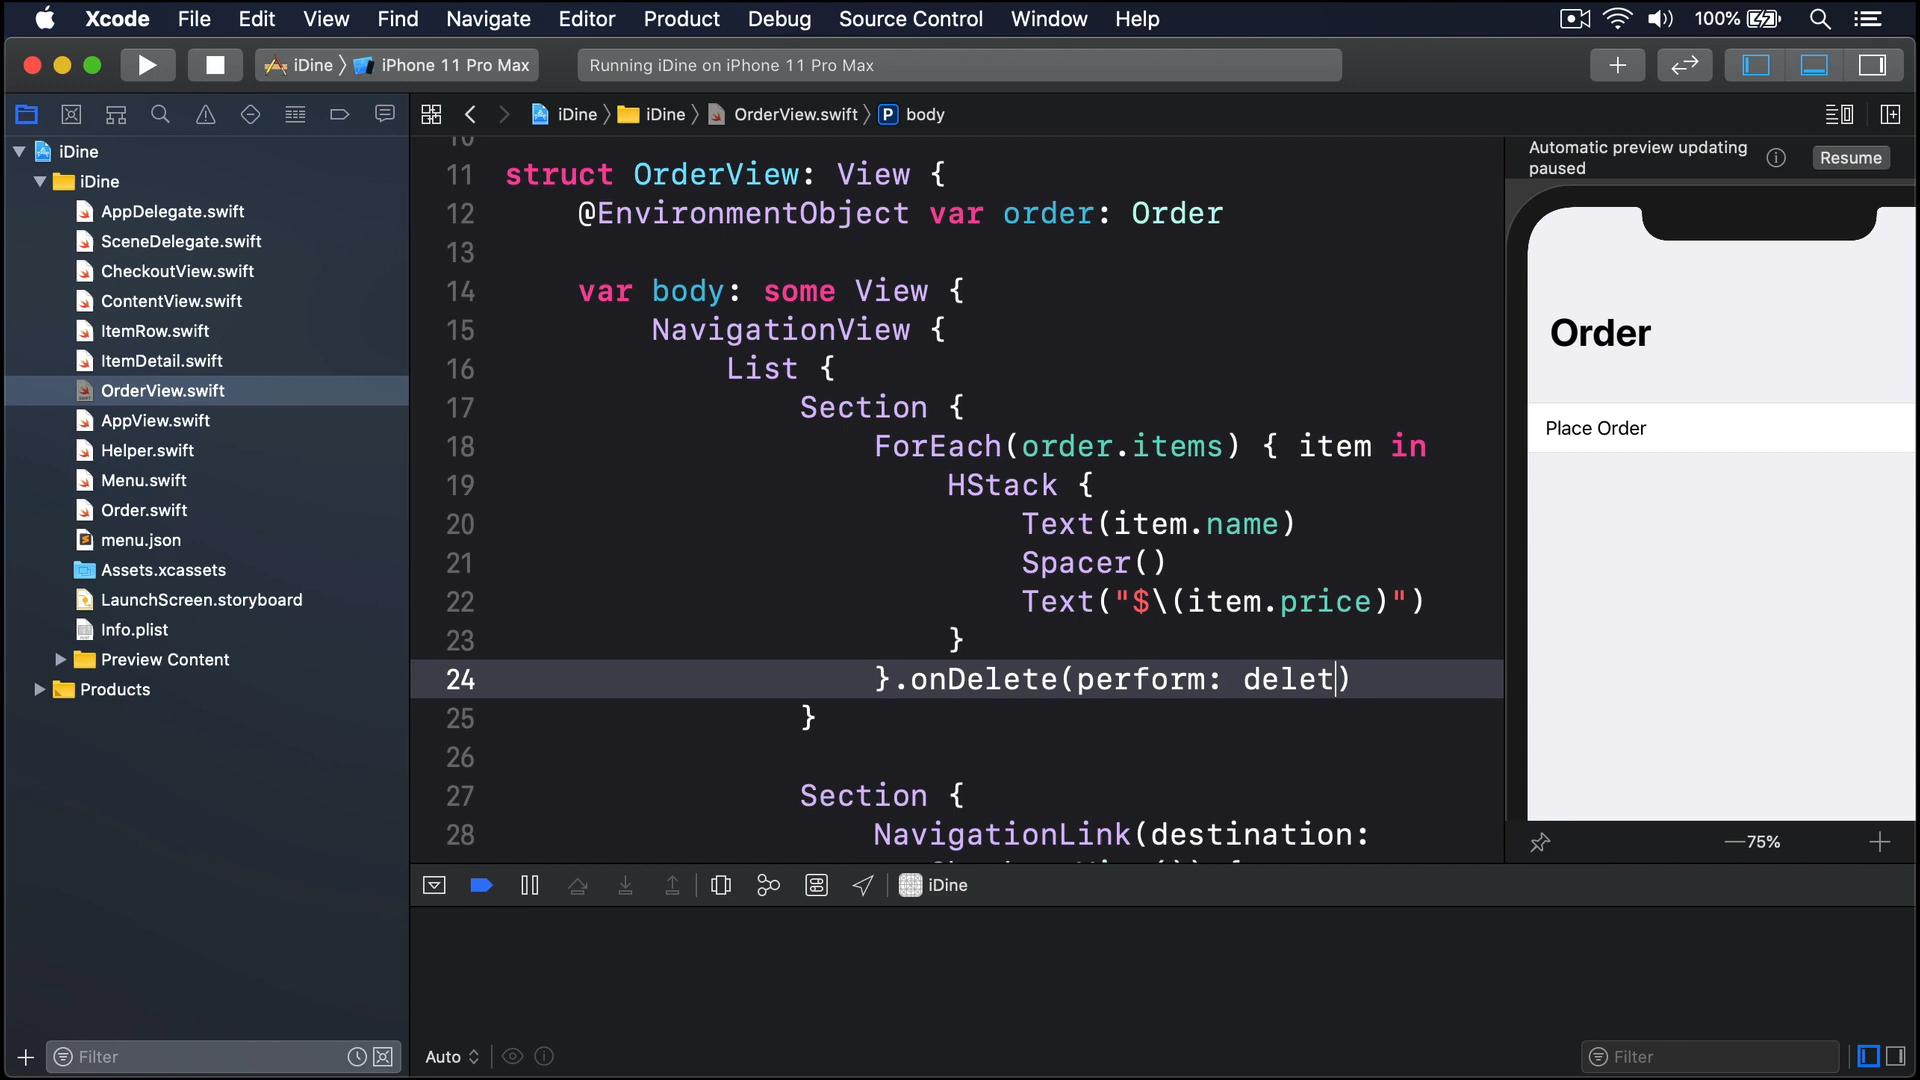 Xcode File Edit View Find Navigate Editor Product Debug Source Control Window Help 100%
iDine iPhone 11 Pro Max Running iDine on iPhone 11 Pro Max
iDine iDine OrderView.swift P body
iDine
iDine
AppDelegate.swift
SceneDelegate.swift
CheckoutView.swift
ContentView.swift
ItemRow.swift
ItemDetail.swift
OrderView.swift
AppView.swift
Helper.swift
Menu.swift
Order.swift
menu.json
Assets.xcassets
LaunchScreen.storyboard
Info.plist
Preview Content
Products
Filter
10
11 struct OrderView: View {
12 @EnvironmentObject var order: Order
13
14 var body: some View {
15 NavigationView {
16 List {
17 Section {
18 ForEach(order.items) { item in
19 HStack {
20 Text(item.name)
21 Spacer()
22 Text("$\(item.price)")
23 }
24 }.onDelete(perform: delet)
25 }
26
27 Section {
28 NavigationLink(destination:
Automatic preview updating
paused
Resume
Order
Place Order
75%
iDine
Auto
Filter